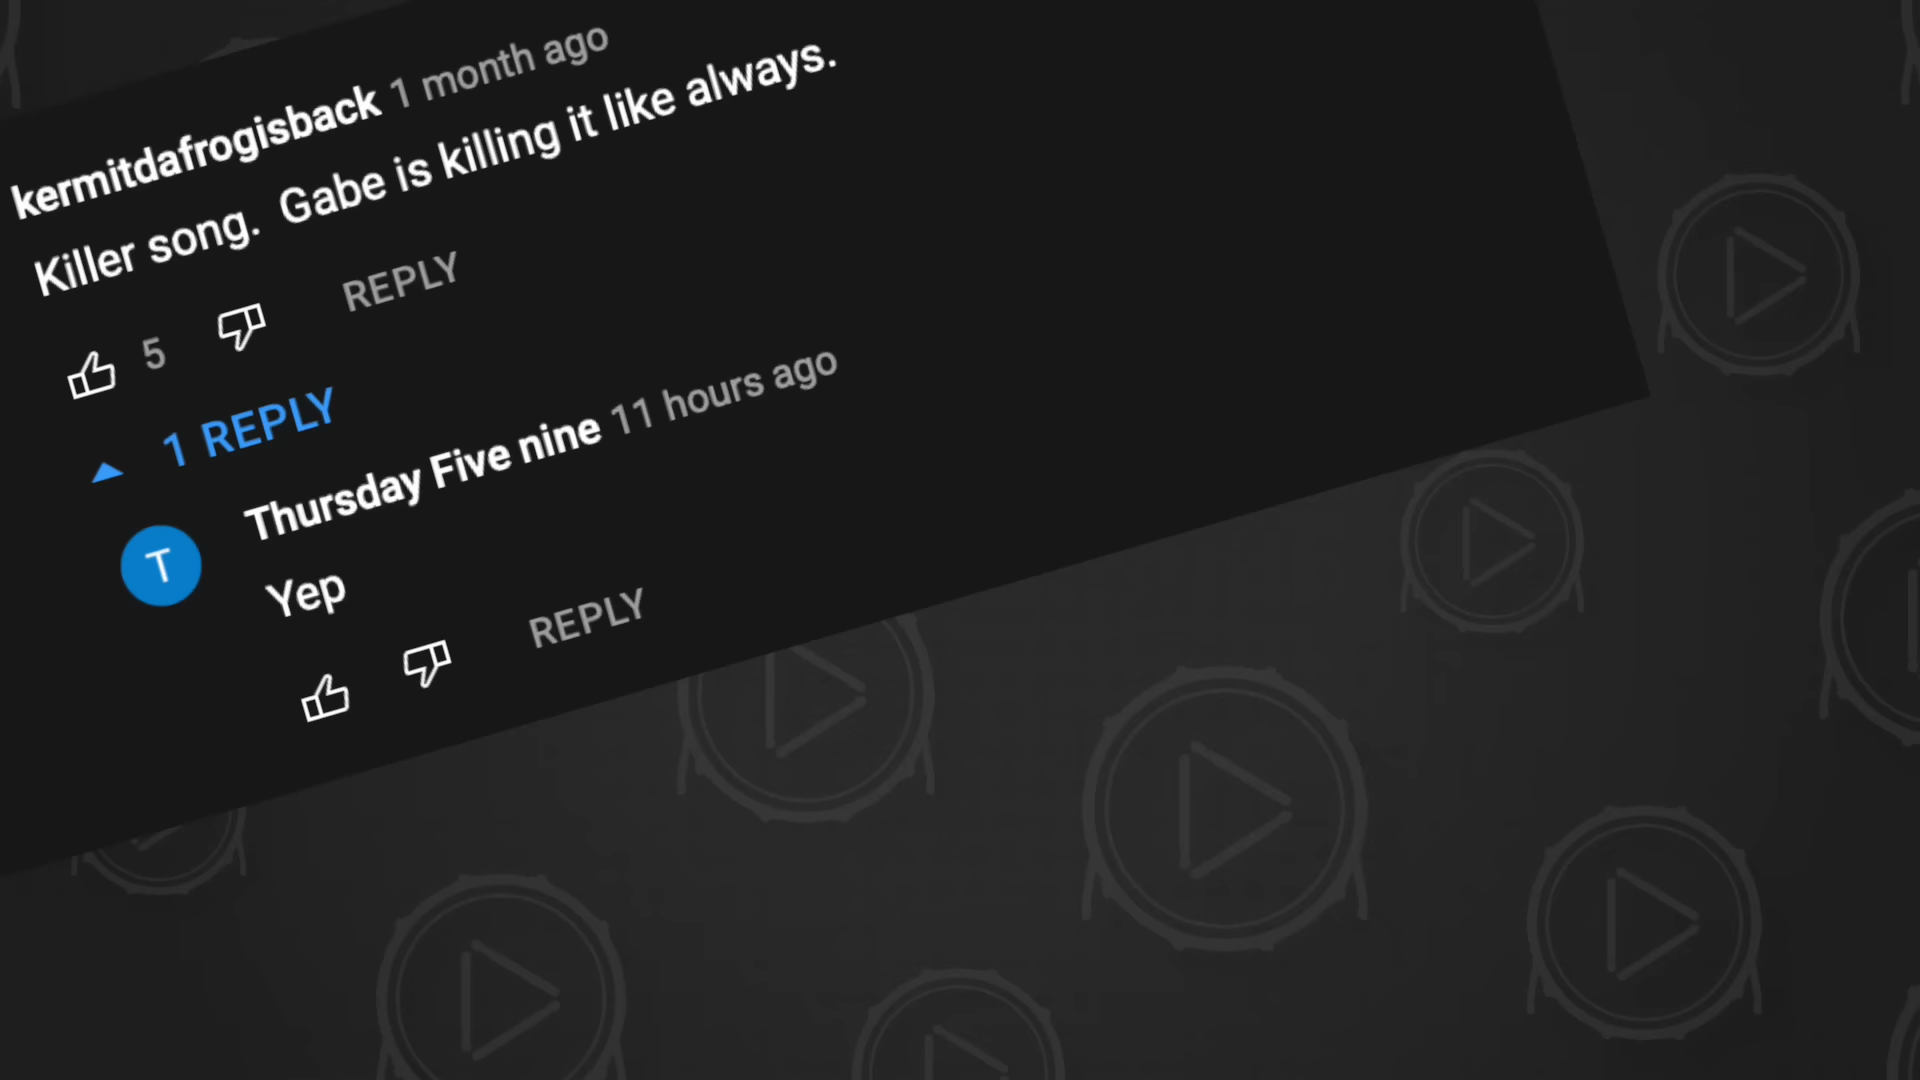 kermitdafrogisback 1 month ago
Killer song.  Gabe is killing it like always.
5 REPLY
1 REPLY
T
Thursday Five nine 11 hours ago
Yep
REPLY